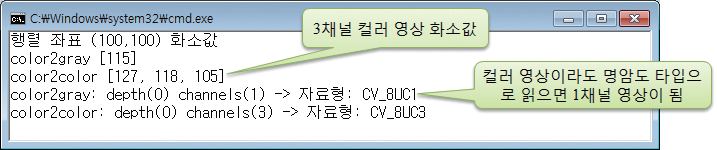 C:\Windows\system32\cmd.exe
행렬 좌표 (100,100) 화소값
color2gray [115]
color2color [127, 118, 105]
color2gray: depth(0) channels(1) -> 자료형: CV_8UC1
color2color: depth(0) channels(3) -> 자료형: CV_8UC3
3채널 컬러 영상 화소값
컬러 영상이라도 명암도 타입으
로 읽으면 1채널 영상이 됨